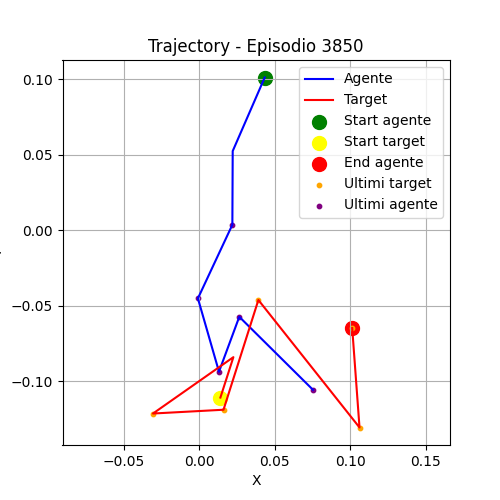 Trajectory - Episodio 3850
Agente
Target
Start agente
Start target
End agente
Ultimi target
Ultimi agente
0.10
0.05
0.00
−0.05
−0.10
−0.05
0.00
0.05
0.10
0.15
X